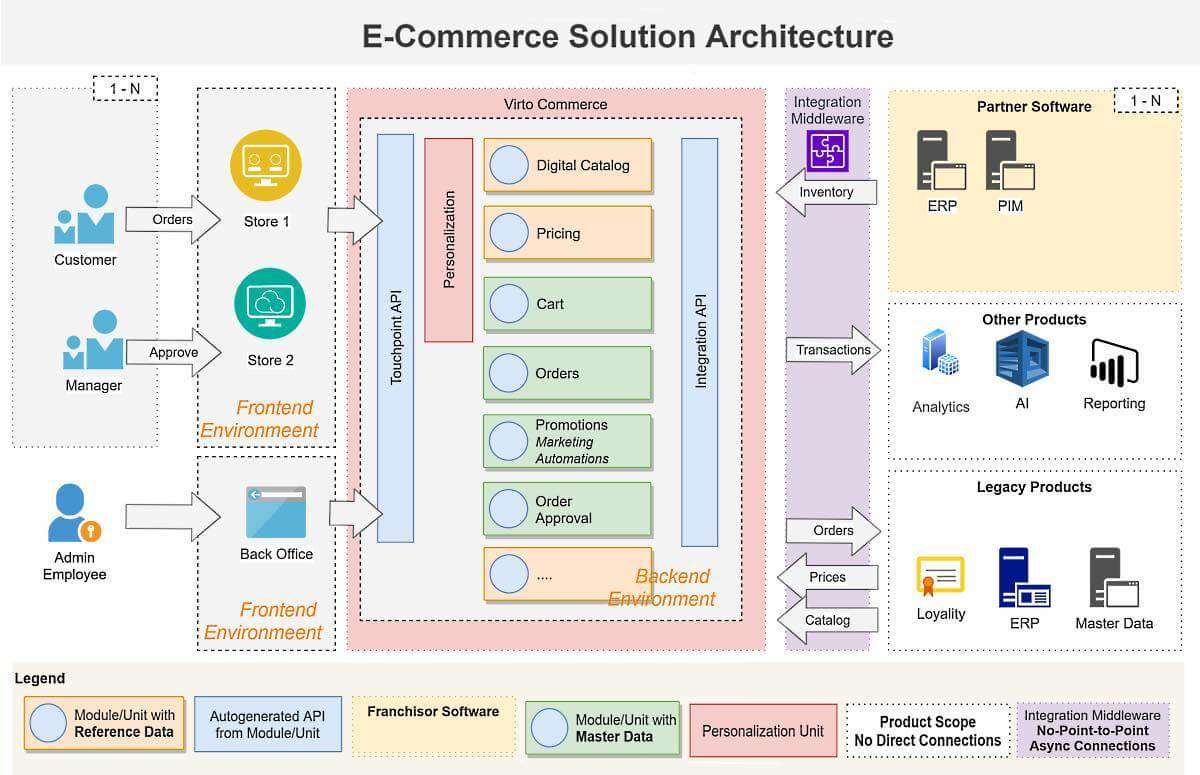 E-Commerce Solution Architecture
1 - N
Customer
Manager
Orders
Approve
Admin
Employee
Store 1
Store 2
Frontend
Environmeent
Back Office
Frontend
Environmeent
Virto Commerce
Touchpoint API
Personalization
Digital Catalog
Pricing
Cart
Orders
Promotions
Marketing
Automations
Order
Approval
....
Integration API
Backend
Environment
Integration
Middleware
Inventory
Transactions
Orders
Prices
Catalog
Partner Software
1 - N
ERP
PIM
Other Products
Analytics
AI
Reporting
Legacy Products
Loyality
ERP
Master Data
Legend
Module/Unit with
Reference Data
Autogenerated API
from Module/Unit
Franchisor Software
Module/Unit with
Master Data
Personalization Unit
Product Scope
No Direct Connections
Integration Middleware
No-Point-to-Point
Async Connections